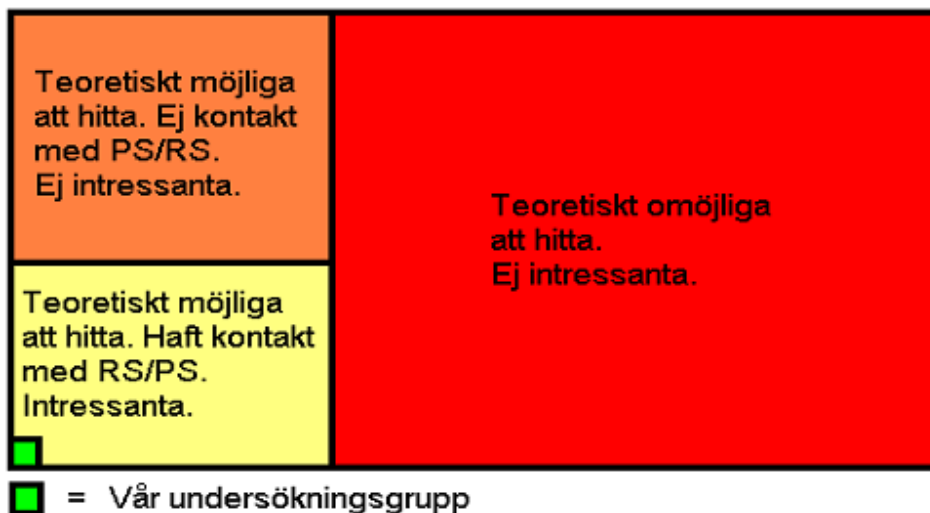 Teoretiskt möjliga
att hitta. Ej kontakt
med PS/RS.
Ej intressanta.
Teoretiskt omöjliga
att hitta.
Ej intressanta.
Teoretiskt möjliga
att hitta. Haft kontakt
med RS/PS.
Intressanta.
= Vår undersökningsgrupp